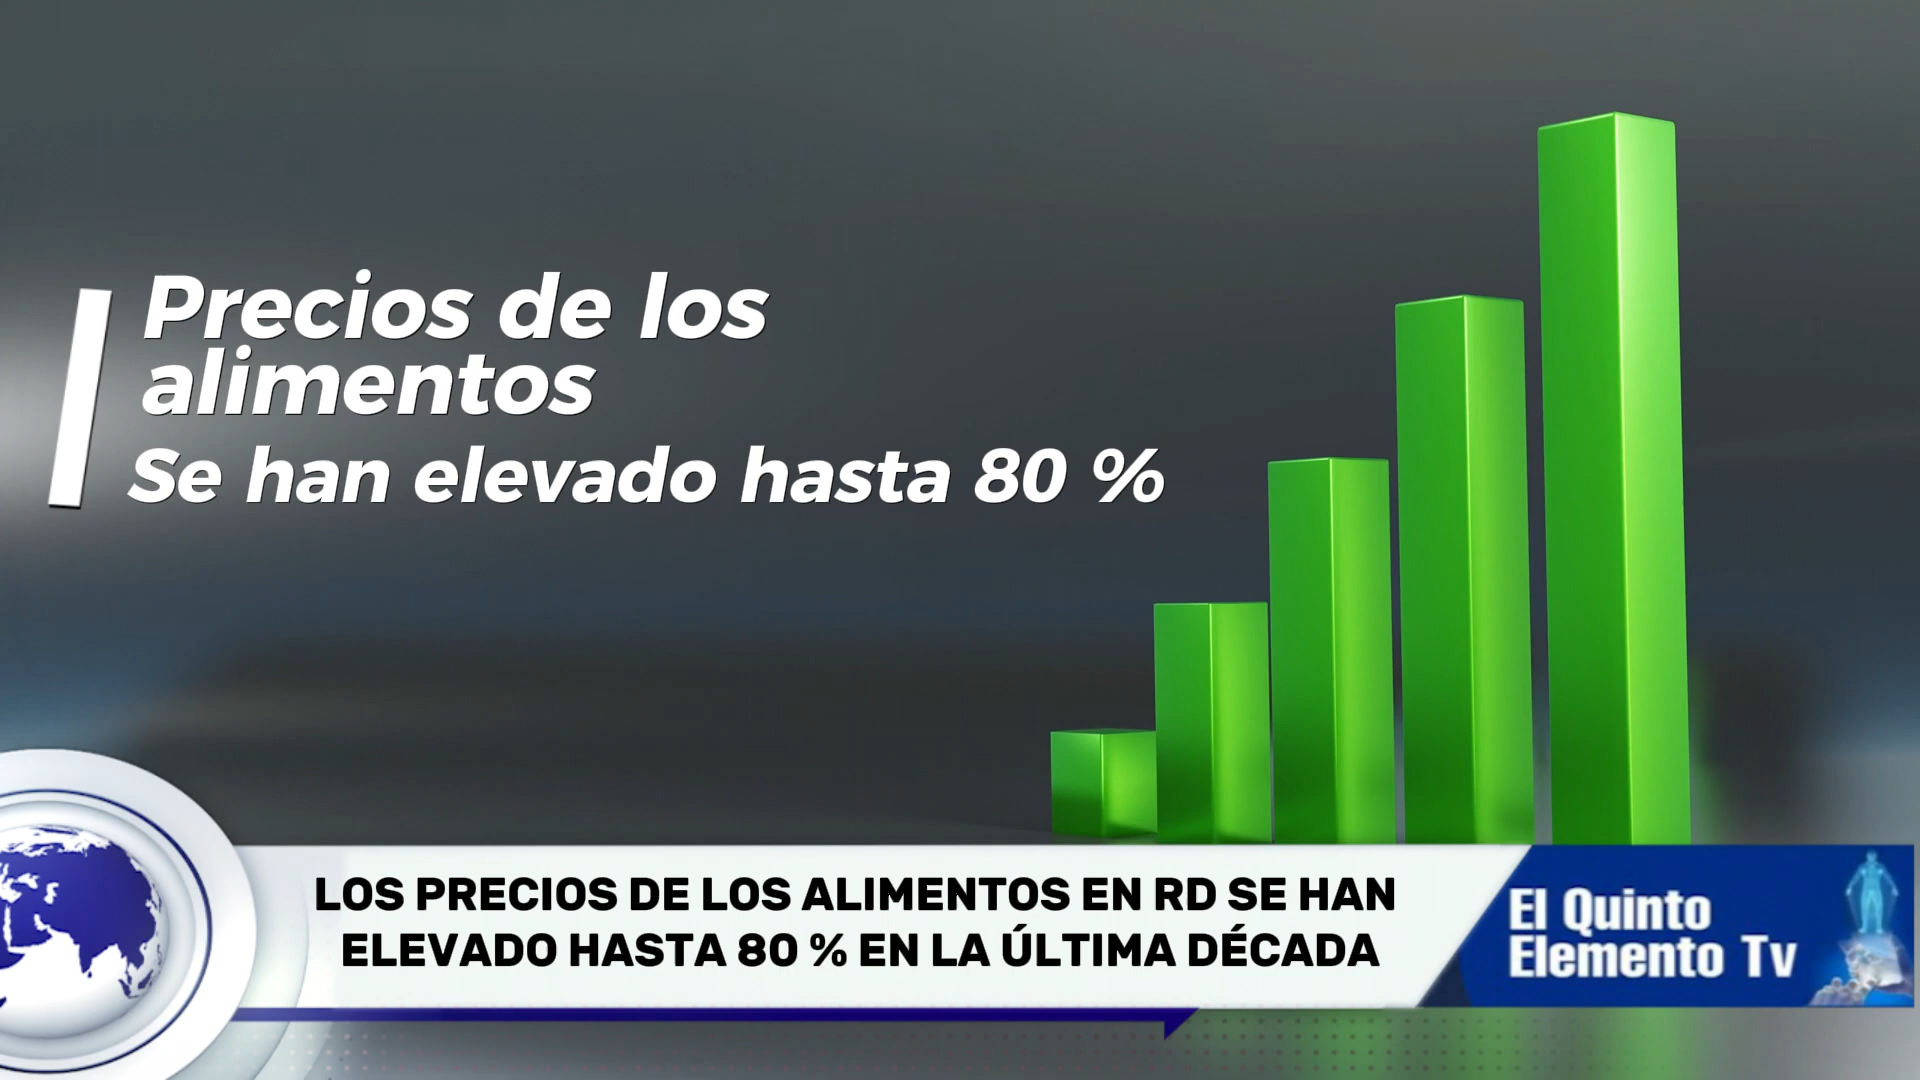 Precios de los
alimentos
Se han elevado hasta 80 %
LOS PRECIOS DE LOS ALIMENTOS EN RD SE HAN
ELEVADO HASTA 80 % EN LA ÚLTIMA DÉCADA
El Quinto
Elemento Tv